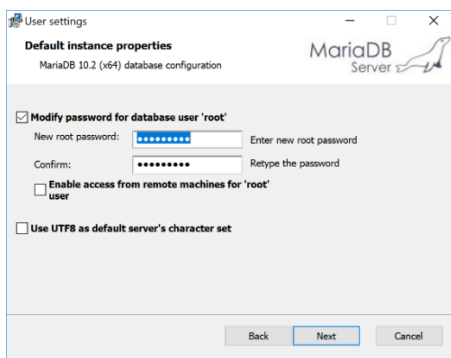 User settings
Default instance properties
MariaDB 10.2 (x64) database configuration
MariaDB
Server
Modify password for database user 'root'
New root password:
Enter new root password
Confirm:
Retype the password
Enable access from remote machines for 'root'
user
Use UTF8 as default server's character set
Back
Next
Cancel